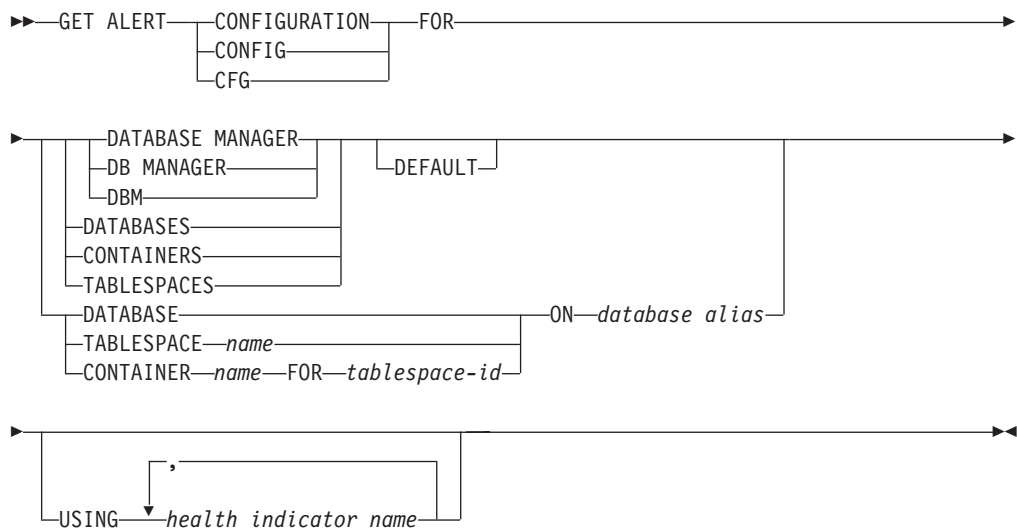 GET ALERT CONFIGURATION FOR
CONFIG
CFG
DATABASE MANAGER
DB MANAGER DEFAULT
DBM
DATABASES
CONTAINERS
TABLESPACES
DATABASE ON database alias
TABLESPACE name
CONTAINER name FOR tablespace-id
,
USING health indicator name